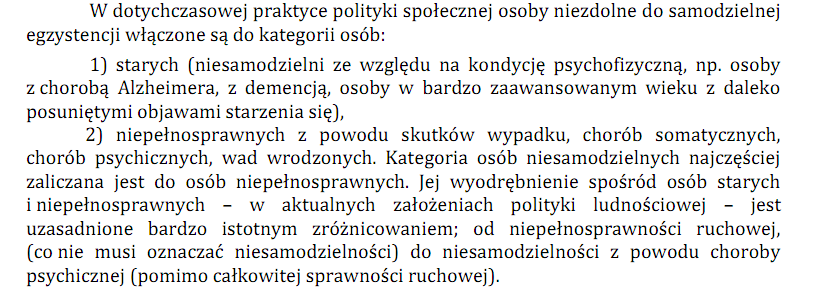 W dotychczasowej praktyce polityki społecznej osoby niezdolne do samodzielnej
egzystencji włączone są do kategorii osób:
1) starych (niesamodzielni ze względu na kondycję psychofizyczną, np. osoby
z chorobą Alzheimera, z demencją, osoby w bardzo zaawansowanym wieku z daleko
posuniętymi objawami starzenia się),
2) niepełnosprawnych z powodu skutków wypadku, chorób somatycznych,
chorób psychicznych, wad wrodzonych. Kategoria osób niesamodzielnych najczęściej
zaliczana jest do osób niepełnosprawnych. Jej wyodrębnienie spośród osób starych
i niepełnosprawnych – w aktualnych założeniach polityki ludnościowej – jest
uzasadnione bardzo istotnym zróżnicowaniem; od niepełnosprawności ruchowej,
(co nie musi oznaczać niesamodzielności) do niesamodzielności z powodu choroby
psychicznej (pomimo całkowitej sprawności ruchowej).